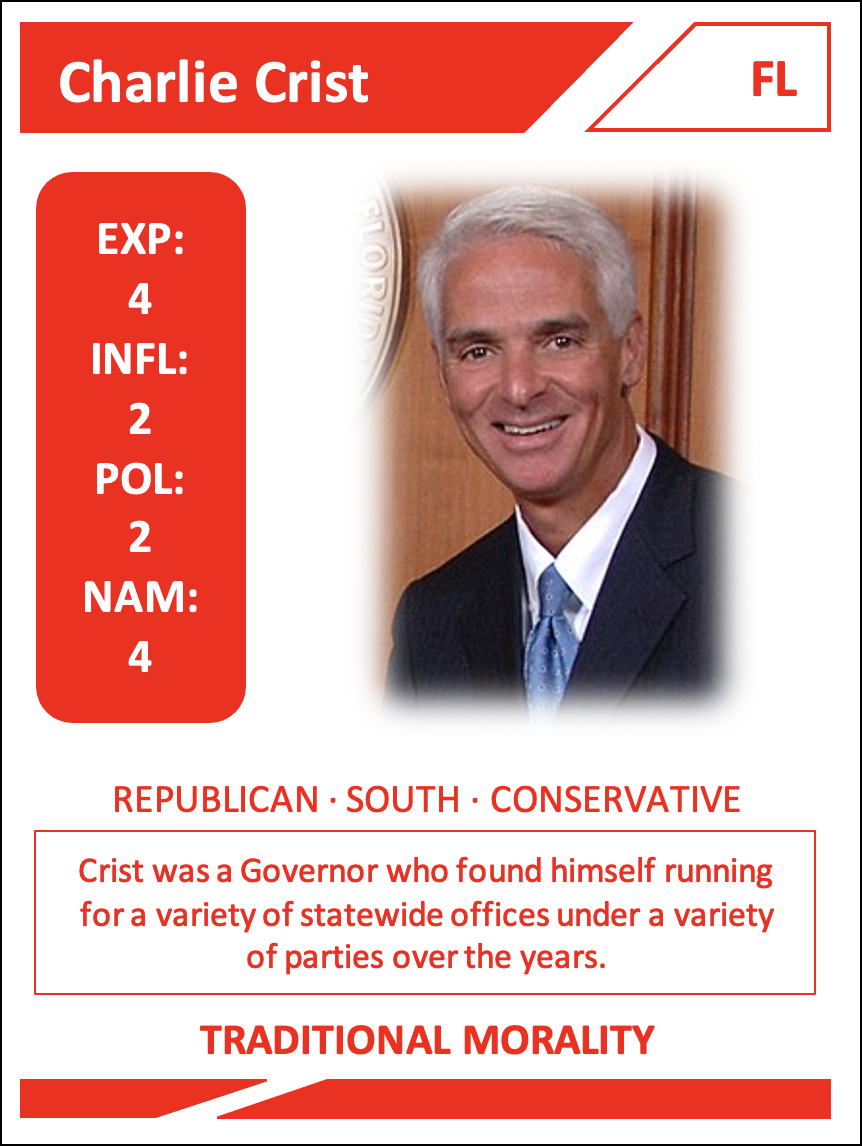 Charlie Crist
FL
EXP:
4
INFL:
2
POL:
2
NAM:
4
FLORID
REPUBLICAN · SOUTH · CONSERVATIVE
Crist was a Governor who found himself running
for a variety of statewide offices under a variety
of parties over the years.
TRADITIONAL MORALITY